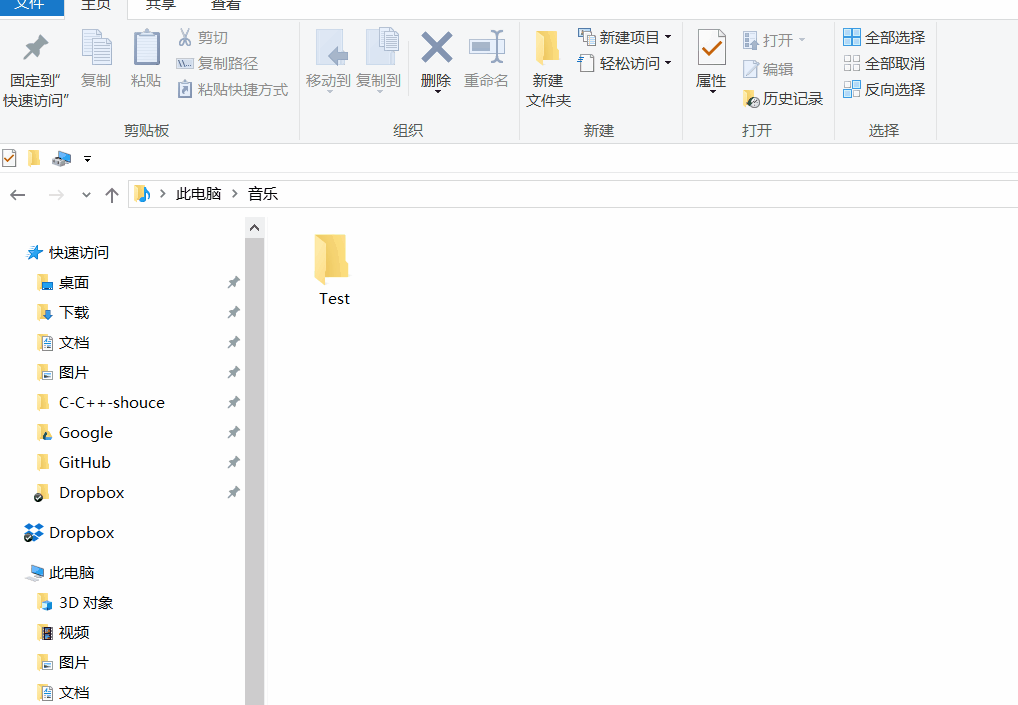 文件 主页 共享 查看
固定到"
快速访问"
复制
粘贴
剪切
复制路径
粘贴快捷方式
剪贴板
移动到
复制到
删除
重命名
组织
新建
文件夹
新建项目
轻松访问
新建
属性
打开
编辑
历史记录
打开
全部选择
全部取消
反向选择
选择
此电脑 音乐
快速访问
桌面
下载
文档
图片
C-C++-shouce
Google
GitHub
Dropbox
Dropbox
此电脑
3D 对象
视频
图片
文档
Test